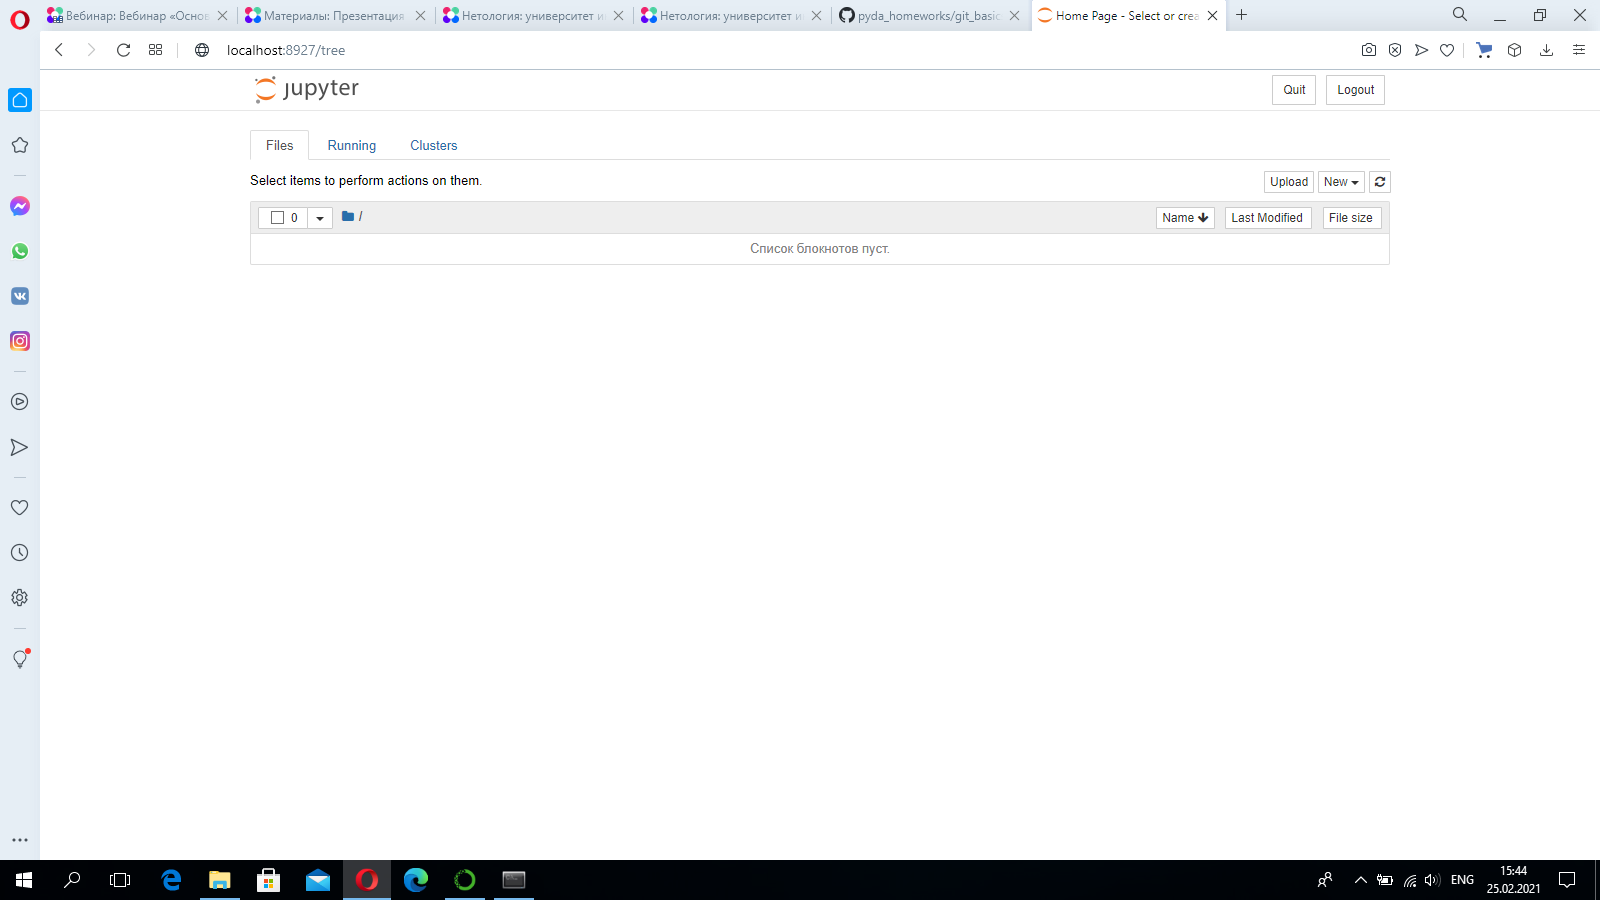 Вебинар: Вебинар «Осно
Материалы: Презентация
Нетология: университет и
Нетология: университет и
pyda_homeworks/git_basic
Home Page - Select or crea
localhost:8927/tree
jupyter
Quit
Logout
Files
Running
Clusters
Select items to perform actions on them.
Upload
New
0
/
Name
Last Modified
File size
Список блокнотов пуст.
ENG
15:44
25.02.2021